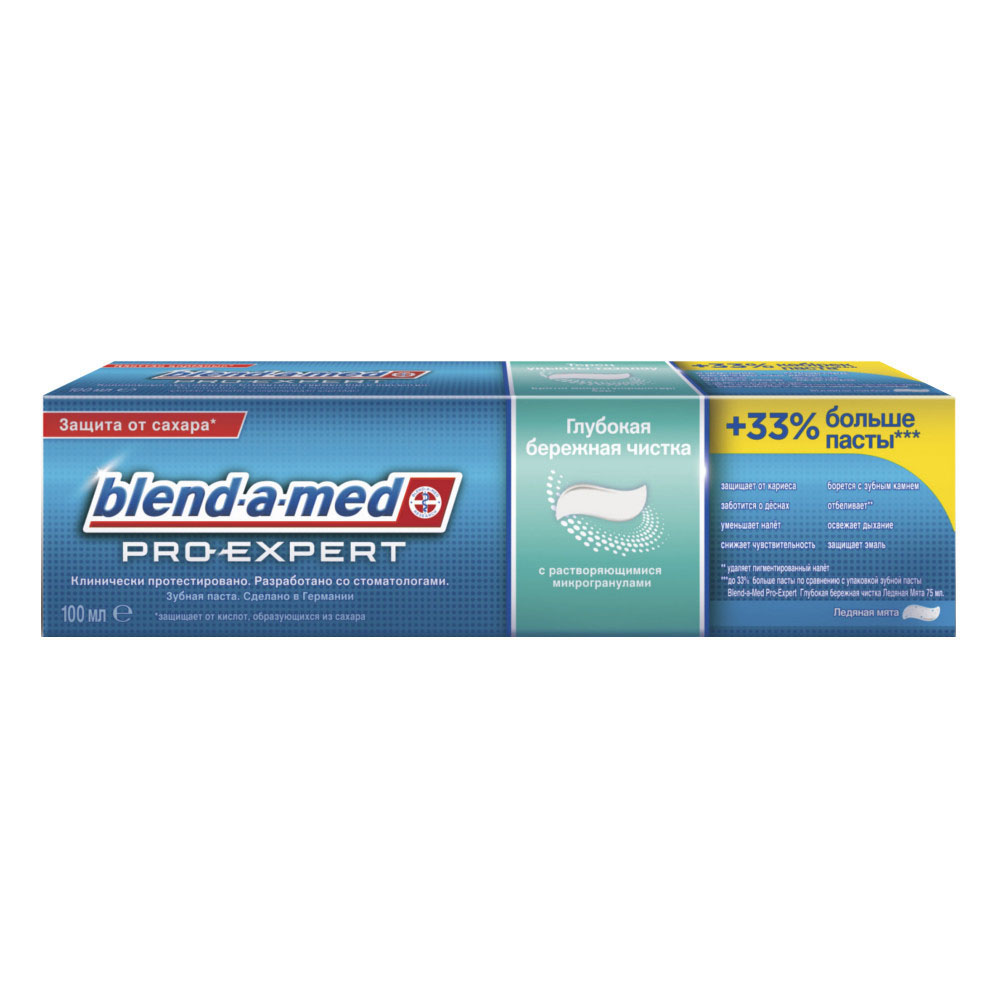 Защита от сахара*
blend-a-med
PRO-EXPERT
Клинически протестировано. Разработано со стоматологами.
Зубная паста. Сделано в Германии
100 мл ℮
*защищает от кислот, образующихся из сахара
Глубокая
бережная чистка
с растворяющимися
микрогранулами
+33% больше
пасты***
защищает от кариеса
заботится о деснах
уменьшает налёт
снижает чувствительность
борется с зубным камнем
отбеливает**
освежает дыхание
защищает эмаль
** удаляет пигментированный налёт
***до 33% больше пасты по сравнению с упаковкой зубной пасты
Blend-a-Med Pro-Expert Глубокая бережная чистка Ледяная Мята 75 мл.
Ледяная мята